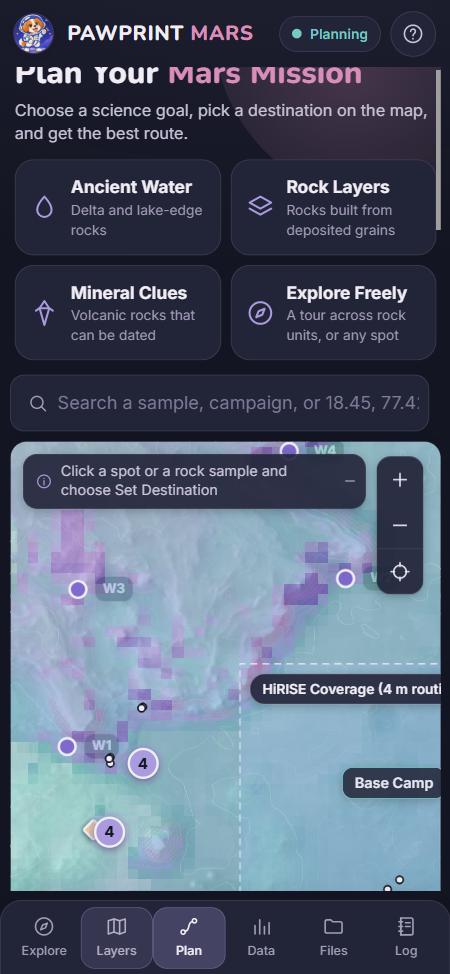 PAWPRINT MARS
Planning
Plan Your Mars Mission
Choose a science goal, pick a destination on the map,
and get the best route.
Ancient Water
Delta and lake-edge
rocks
Rock Layers
Rocks built from
deposited grains
Mineral Clues
Volcanic rocks that
can be dated
Explore Freely
A tour across rock
units, or any spot
Search a sample, campaign, or 18.45, 77.4
W4
Click a spot or a rock sample and
choose Set Destination
W3
HiRISE Coverage (4 m routi
W1
4
Base Camp
4
Explore
Layers
Plan
Data
Files
Log